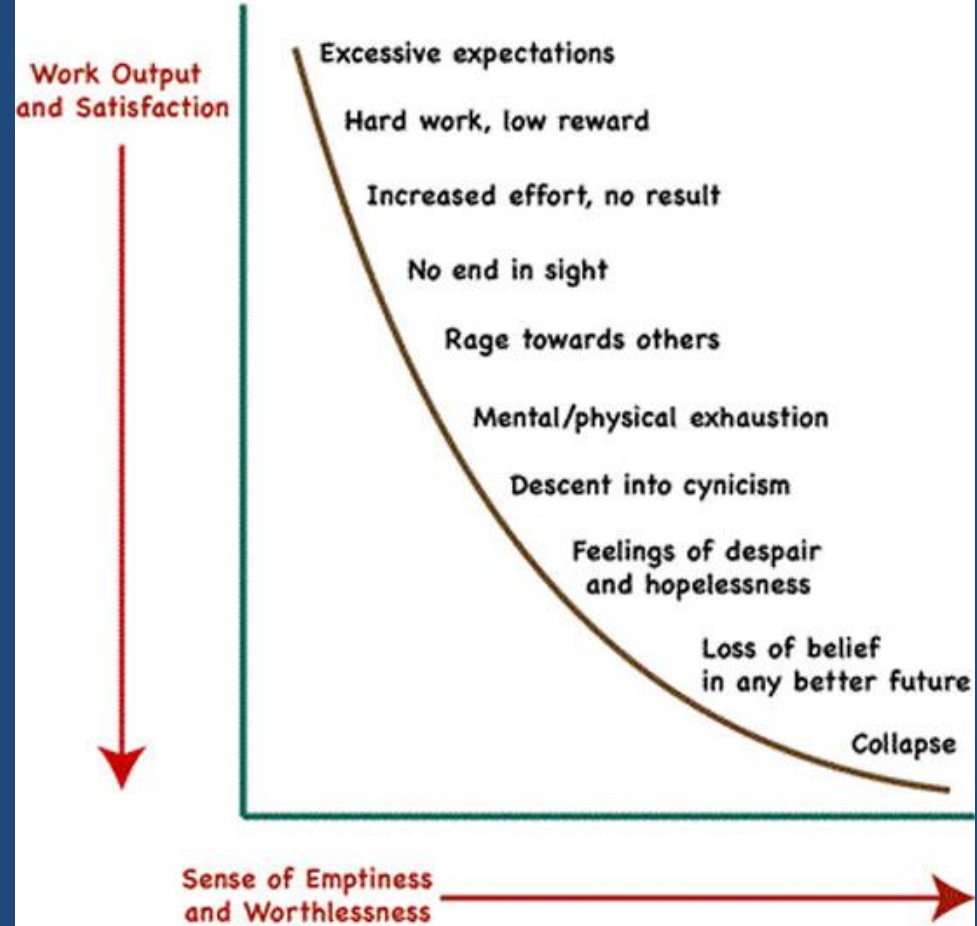 Work Output
and Satisfaction
Excessive expectations
Hard work, low reward
Increased effort, no result
No end in sight
Rage towards others
Mental/physical exhaustion
Descent into cynicism
Feelings of despair
and hopelessness
Loss of belief
in any better future
Collapse
Sense of Emptiness
and Worthlessness